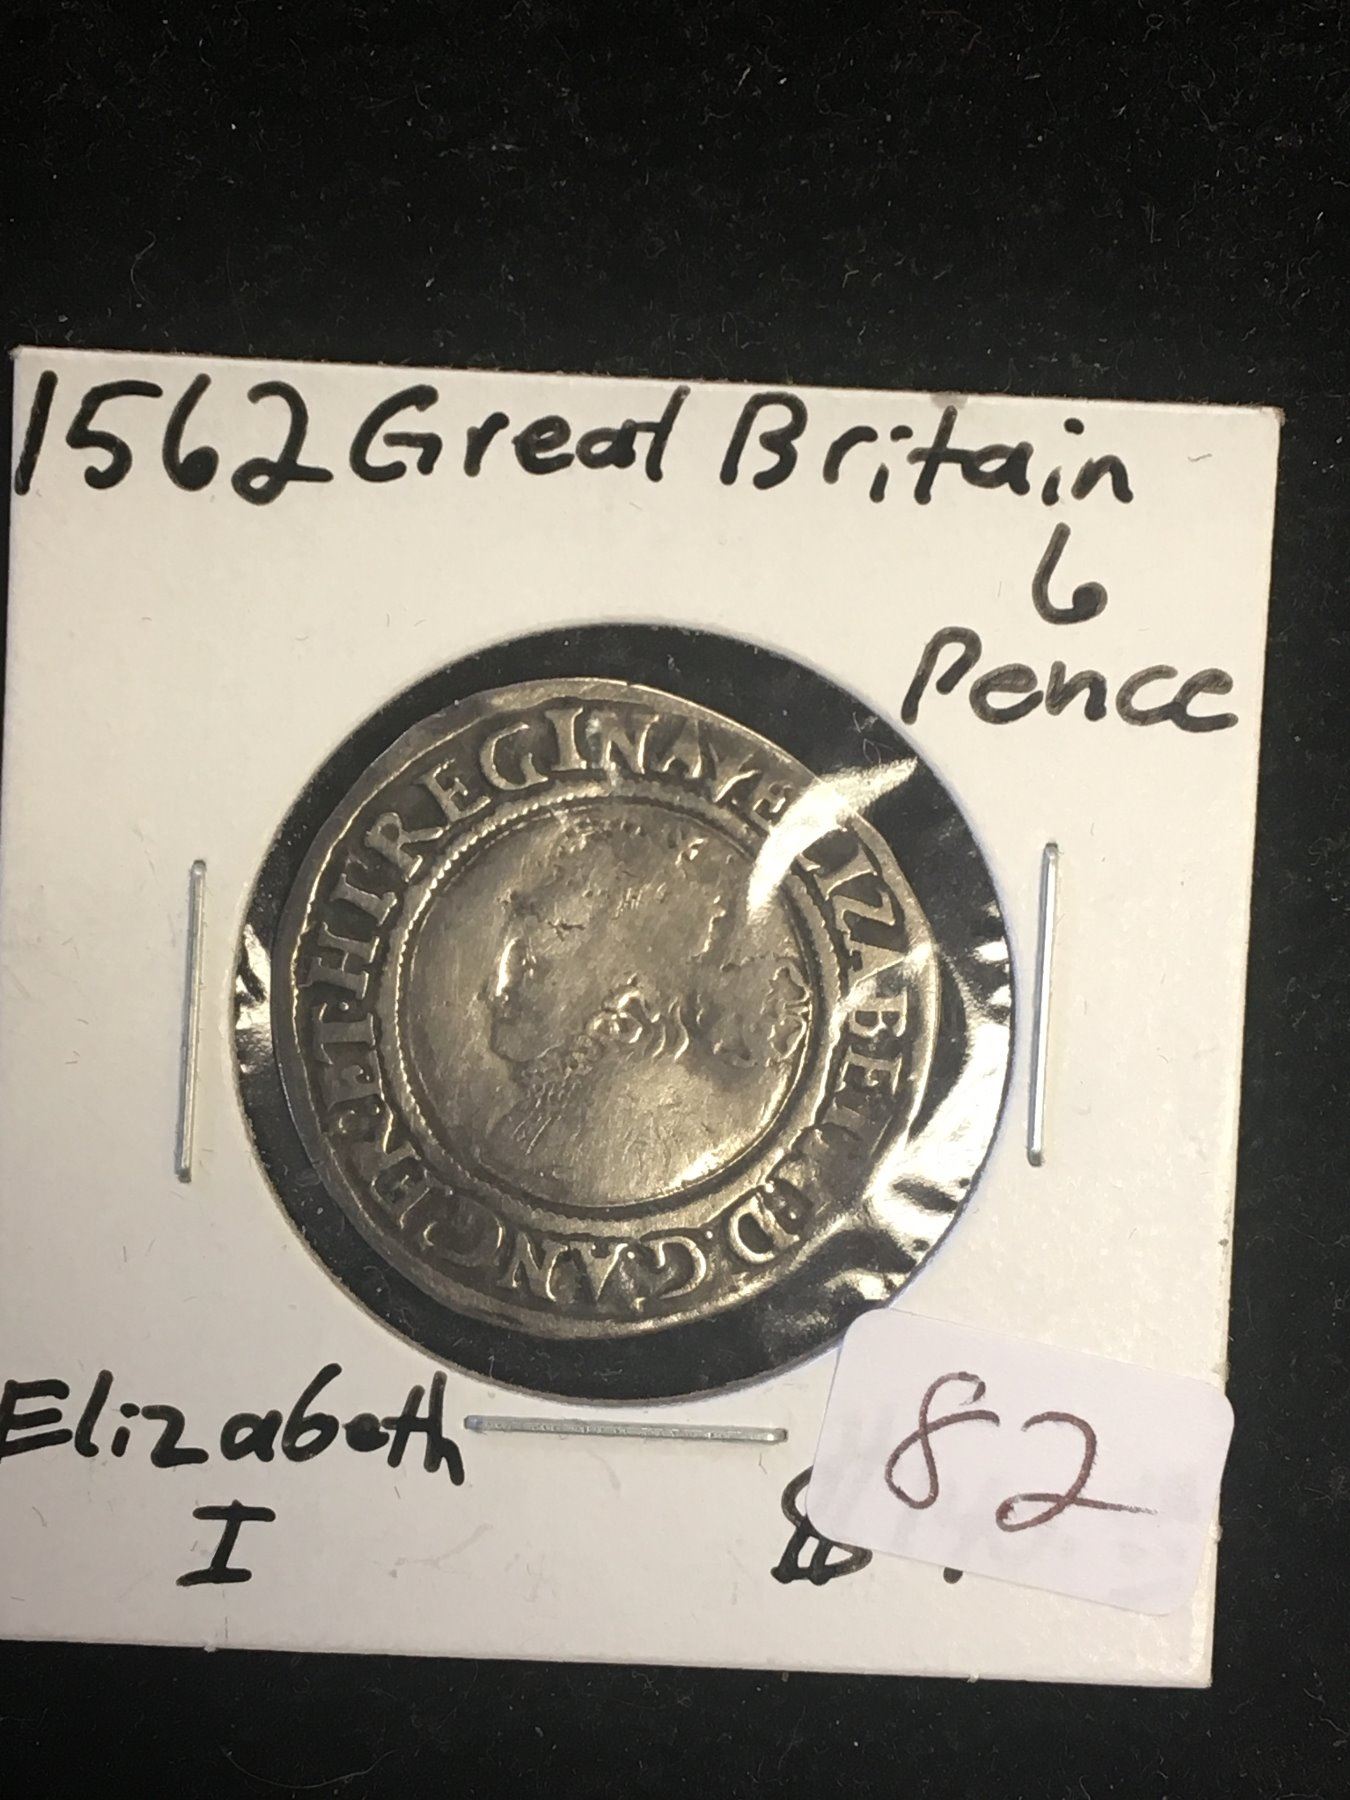 1562 Great Britain
6
Pence
ELIZABETH D G ANG FR ET HI REGINA
Elizabeth
I
$
82